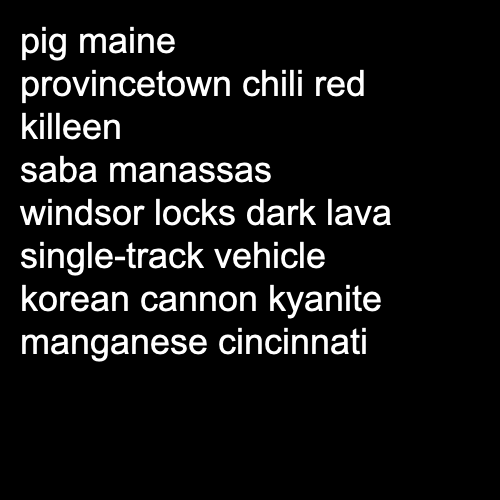 pig maine
provincetown chili red
killeen
saba manassas
windsor locks dark lava
single-track vehicle
korean cannon kyanite
manganese cincinnati